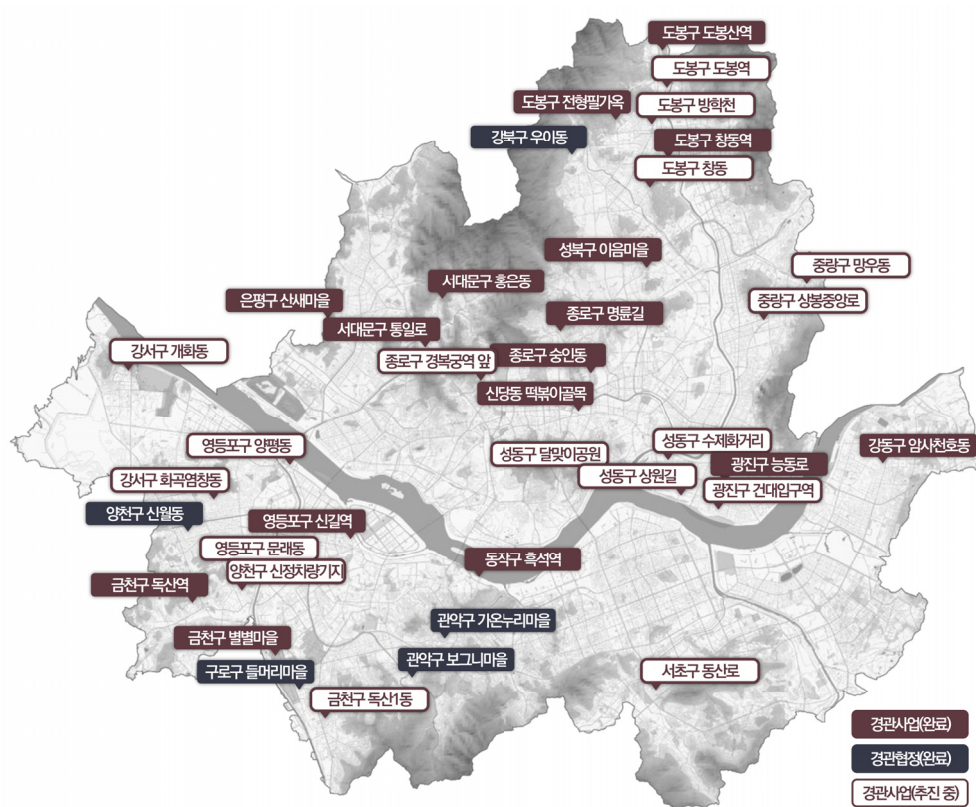 도봉구 도봉산역
도봉구 도봉역
도봉구 전형필가옥
도봉구 방학천
강북구 우이동
도봉구 창동역
도봉구 창동
성북구 이음마을
중랑구 망우동
서대문구 홍은동
은평구 산새마을
중랑구 상봉중앙로
종로구 명륜길
서대문구 통일로
강서구 개화동
종로구 경복궁역 앞
종로구 숭인동
신당동 떡볶이골목
영등포구 양평동
성동구 수제화거리
강동구 암사천호동
성동구 달맞이공원
광진구 능동로
강서구 화곡염창동
성동구 상원길
광진구 건대입구역
양천구 신월동
영등포구 신길역
영등포구 문래동
동작구 흑석역
양천구 신정차량기지
금천구 독산역
관악구 가온누리마을
금천구 별별마을
관악구 보그니마을
구로구 들머리마을
서초구 동산로
금천구 독산1동
경관사업(완료)
경관협정(완료)
경관사업(추진 중)